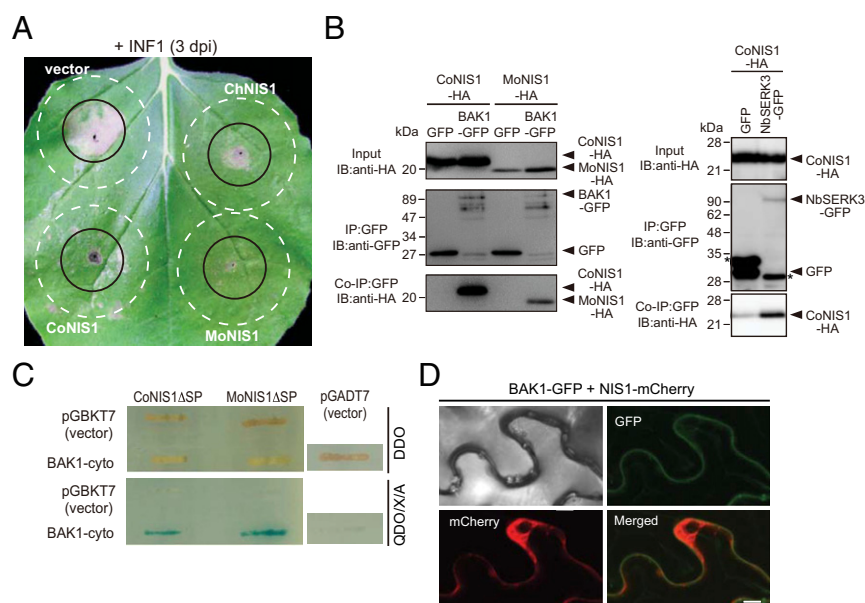 A
+ INF1 (3 dpi)
vector
ChNIS1
CoNIS1
MoNIS1
B
CoNIS1
-HA
MoNIS1
-HA
BAK1
-GFP
BAK1
-GFP
kDa
GFP
GFP
Input
IB:anti-HA
20
CoNIS1
-HA
MoNIS1
-HA
IP:GFP
IB:anti-GFP
89
47
34
27
BAK1
-GFP
GFP
Co-IP:GFP
IB:anti-HA
20
CoNIS1
-HA
MoNIS1
-HA
CoNIS1
-HA
GFP
NbSERK3
-GFP
kDa
Input
IB:anti-HA
28
21
CoNIS1
-HA
IP:GFP
IB:anti-GFP
90
62
48
35
28
*
*
NbSERK3
-GFP
GFP
Co-IP:GFP
IB:anti-HA
28
21
CoNIS1
-HA
C
CoNIS1ΔSP
MoNIS1ΔSP
pGADT7
(vector)
pGBKT7
(vector)
BAK1-cyto
DDO
pGBKT7
(vector)
BAK1-cyto
QDO/X/A
D
BAK1-GFP + NIS1-mCherry
GFP
mCherry
Merged